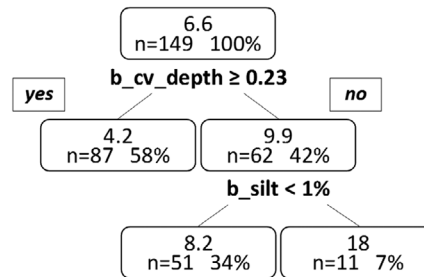 6.6
n=149 100%
b_cv_depth ≥ 0.23
yes
no
4.2
n=87 58%
9.9
n=62 42%
b_silt < 1%
8.2
n=51 34%
18
n=11 7%